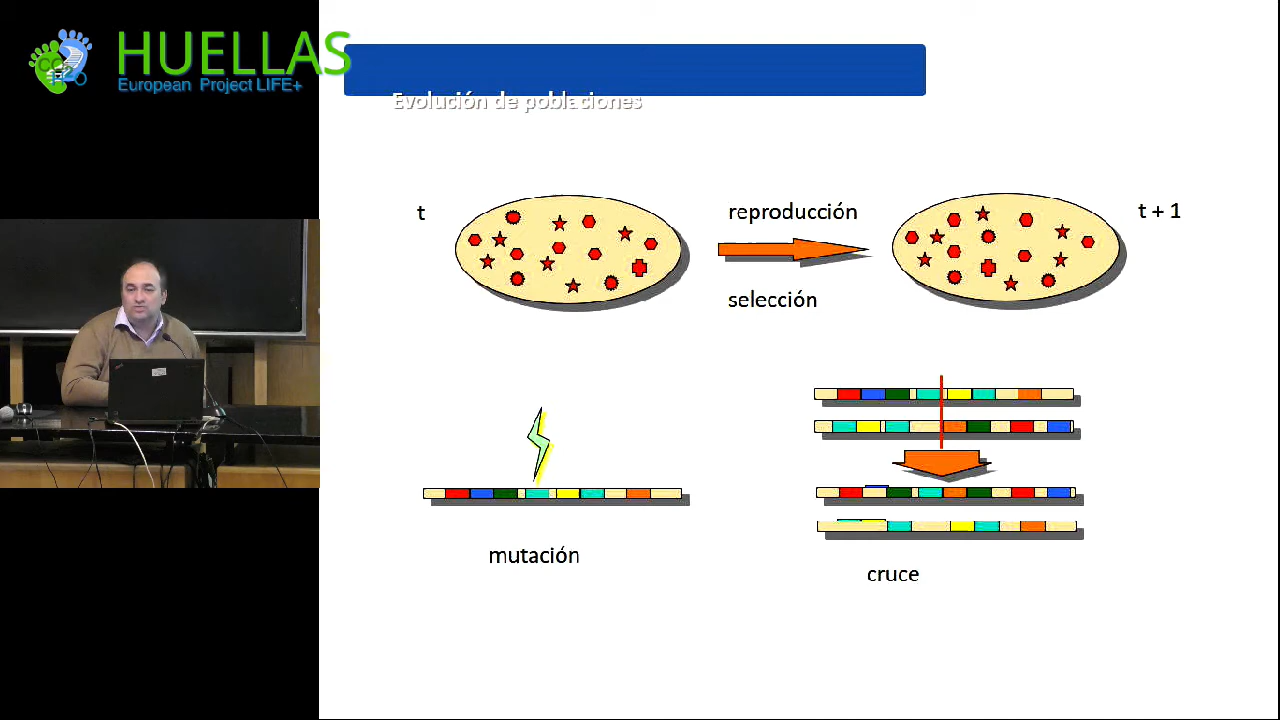 HUELLAS
European Project LIFE+
Evolución de poblaciones
t
reproducción
t + 1
selección
mutación
cruce